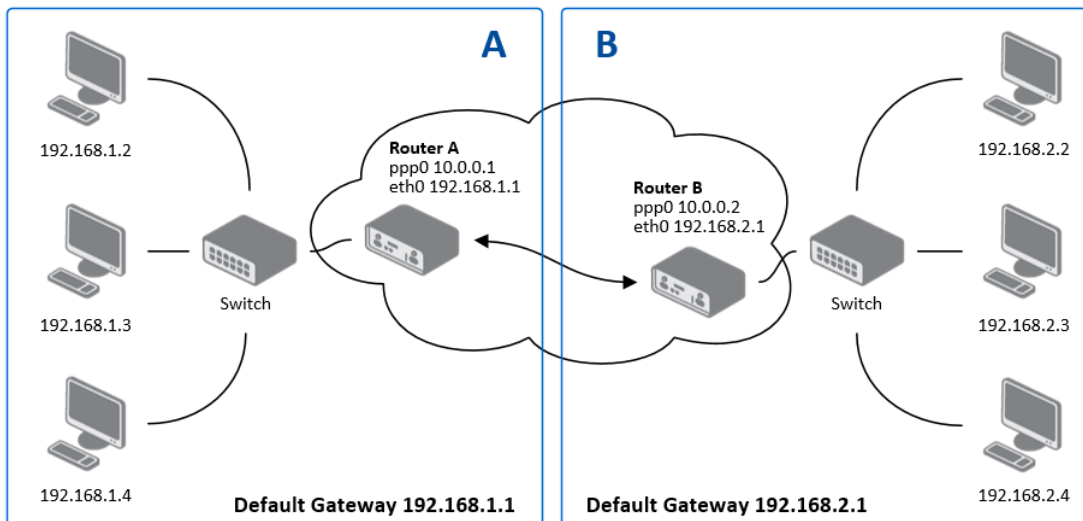 A
B
192.168.1.2
192.168.1.3
192.168.1.4
Switch
Router A
ppp0 10.0.0.1
eth0 192.168.1.1
Router B
ppp0 10.0.0.2
eth0 192.168.2.1
Switch
192.168.2.2
192.168.2.3
192.168.2.4
Default Gateway 192.168.1.1
Default Gateway 192.168.2.1